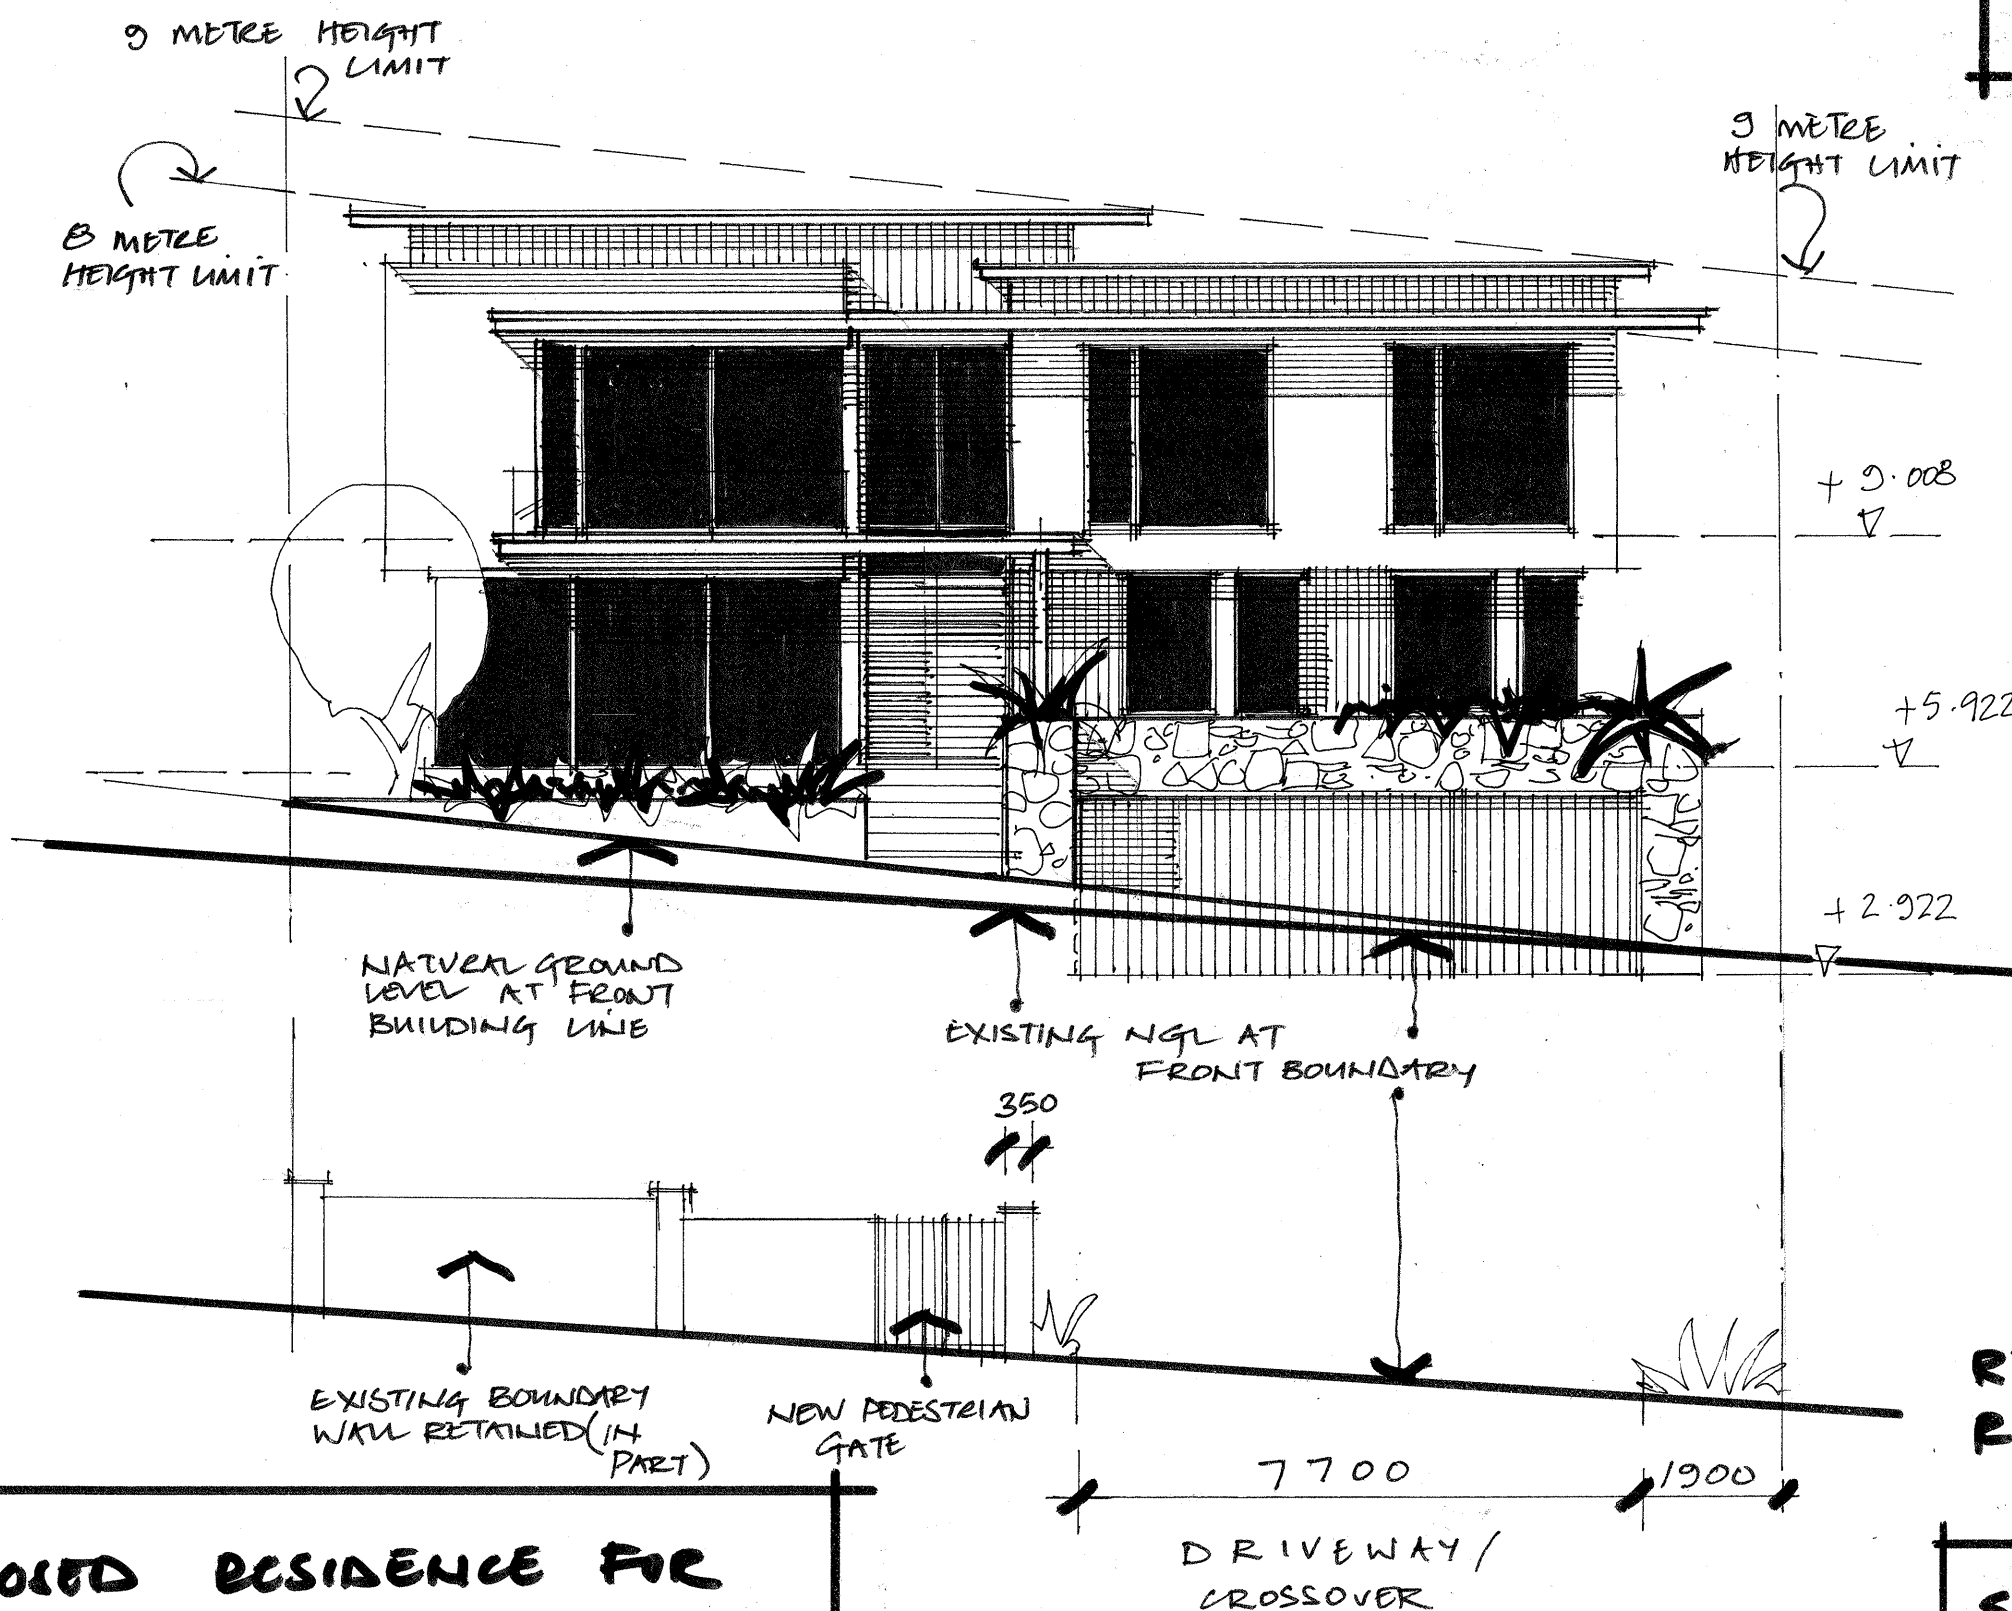 9 METRE HEIGHT
LIMIT
9 METRE
HEIGHT LIMIT
8 METRE
HEIGHT LIMIT
+ 9.008
+5.922
+ 2.922
NATURAL GROUND
LEVEL AT FRONT
BUILDING LINE
EXISTING NGL AT
FRONT BOUNDARY
350
EXISTING BOUNDARY
WALL RETAINED (IN
PART)
NEW PEDESTRIAN
GATE
7700
1900
DRIVEWAY/
CROSSOVER
OSED RESIDENCE FOR
R
R